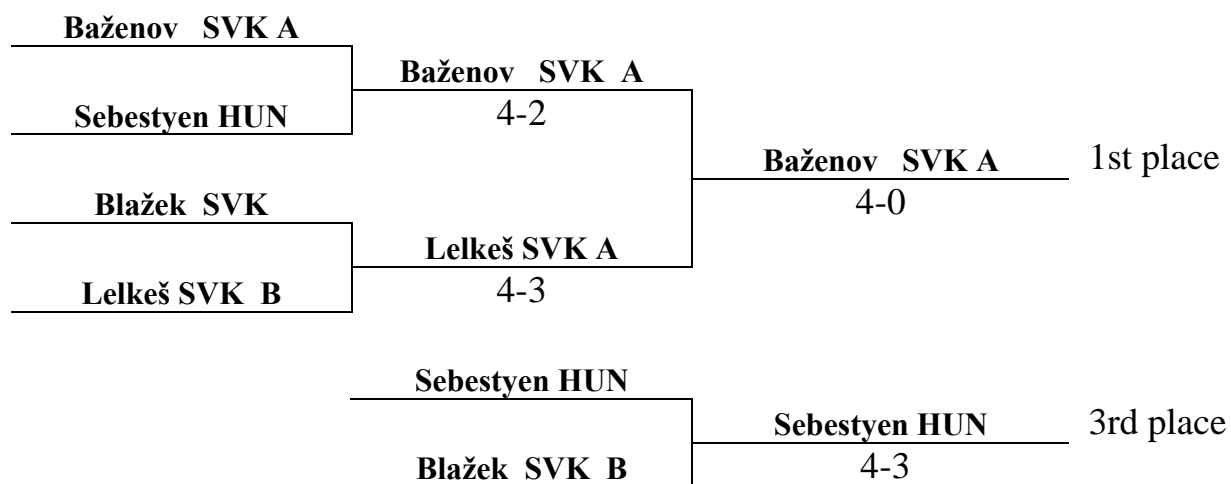 Baženov SVK A
Baženov SVK A
Sebestyen HUN
4-2
Baženov SVK A
1st place
4-0
Blažek SVK
Lelkeš SVK A
Lelkeš SVK B
4-3
Sebestyen HUN
Sebestyen HUN
3rd place
Blažek SVK B
4-3